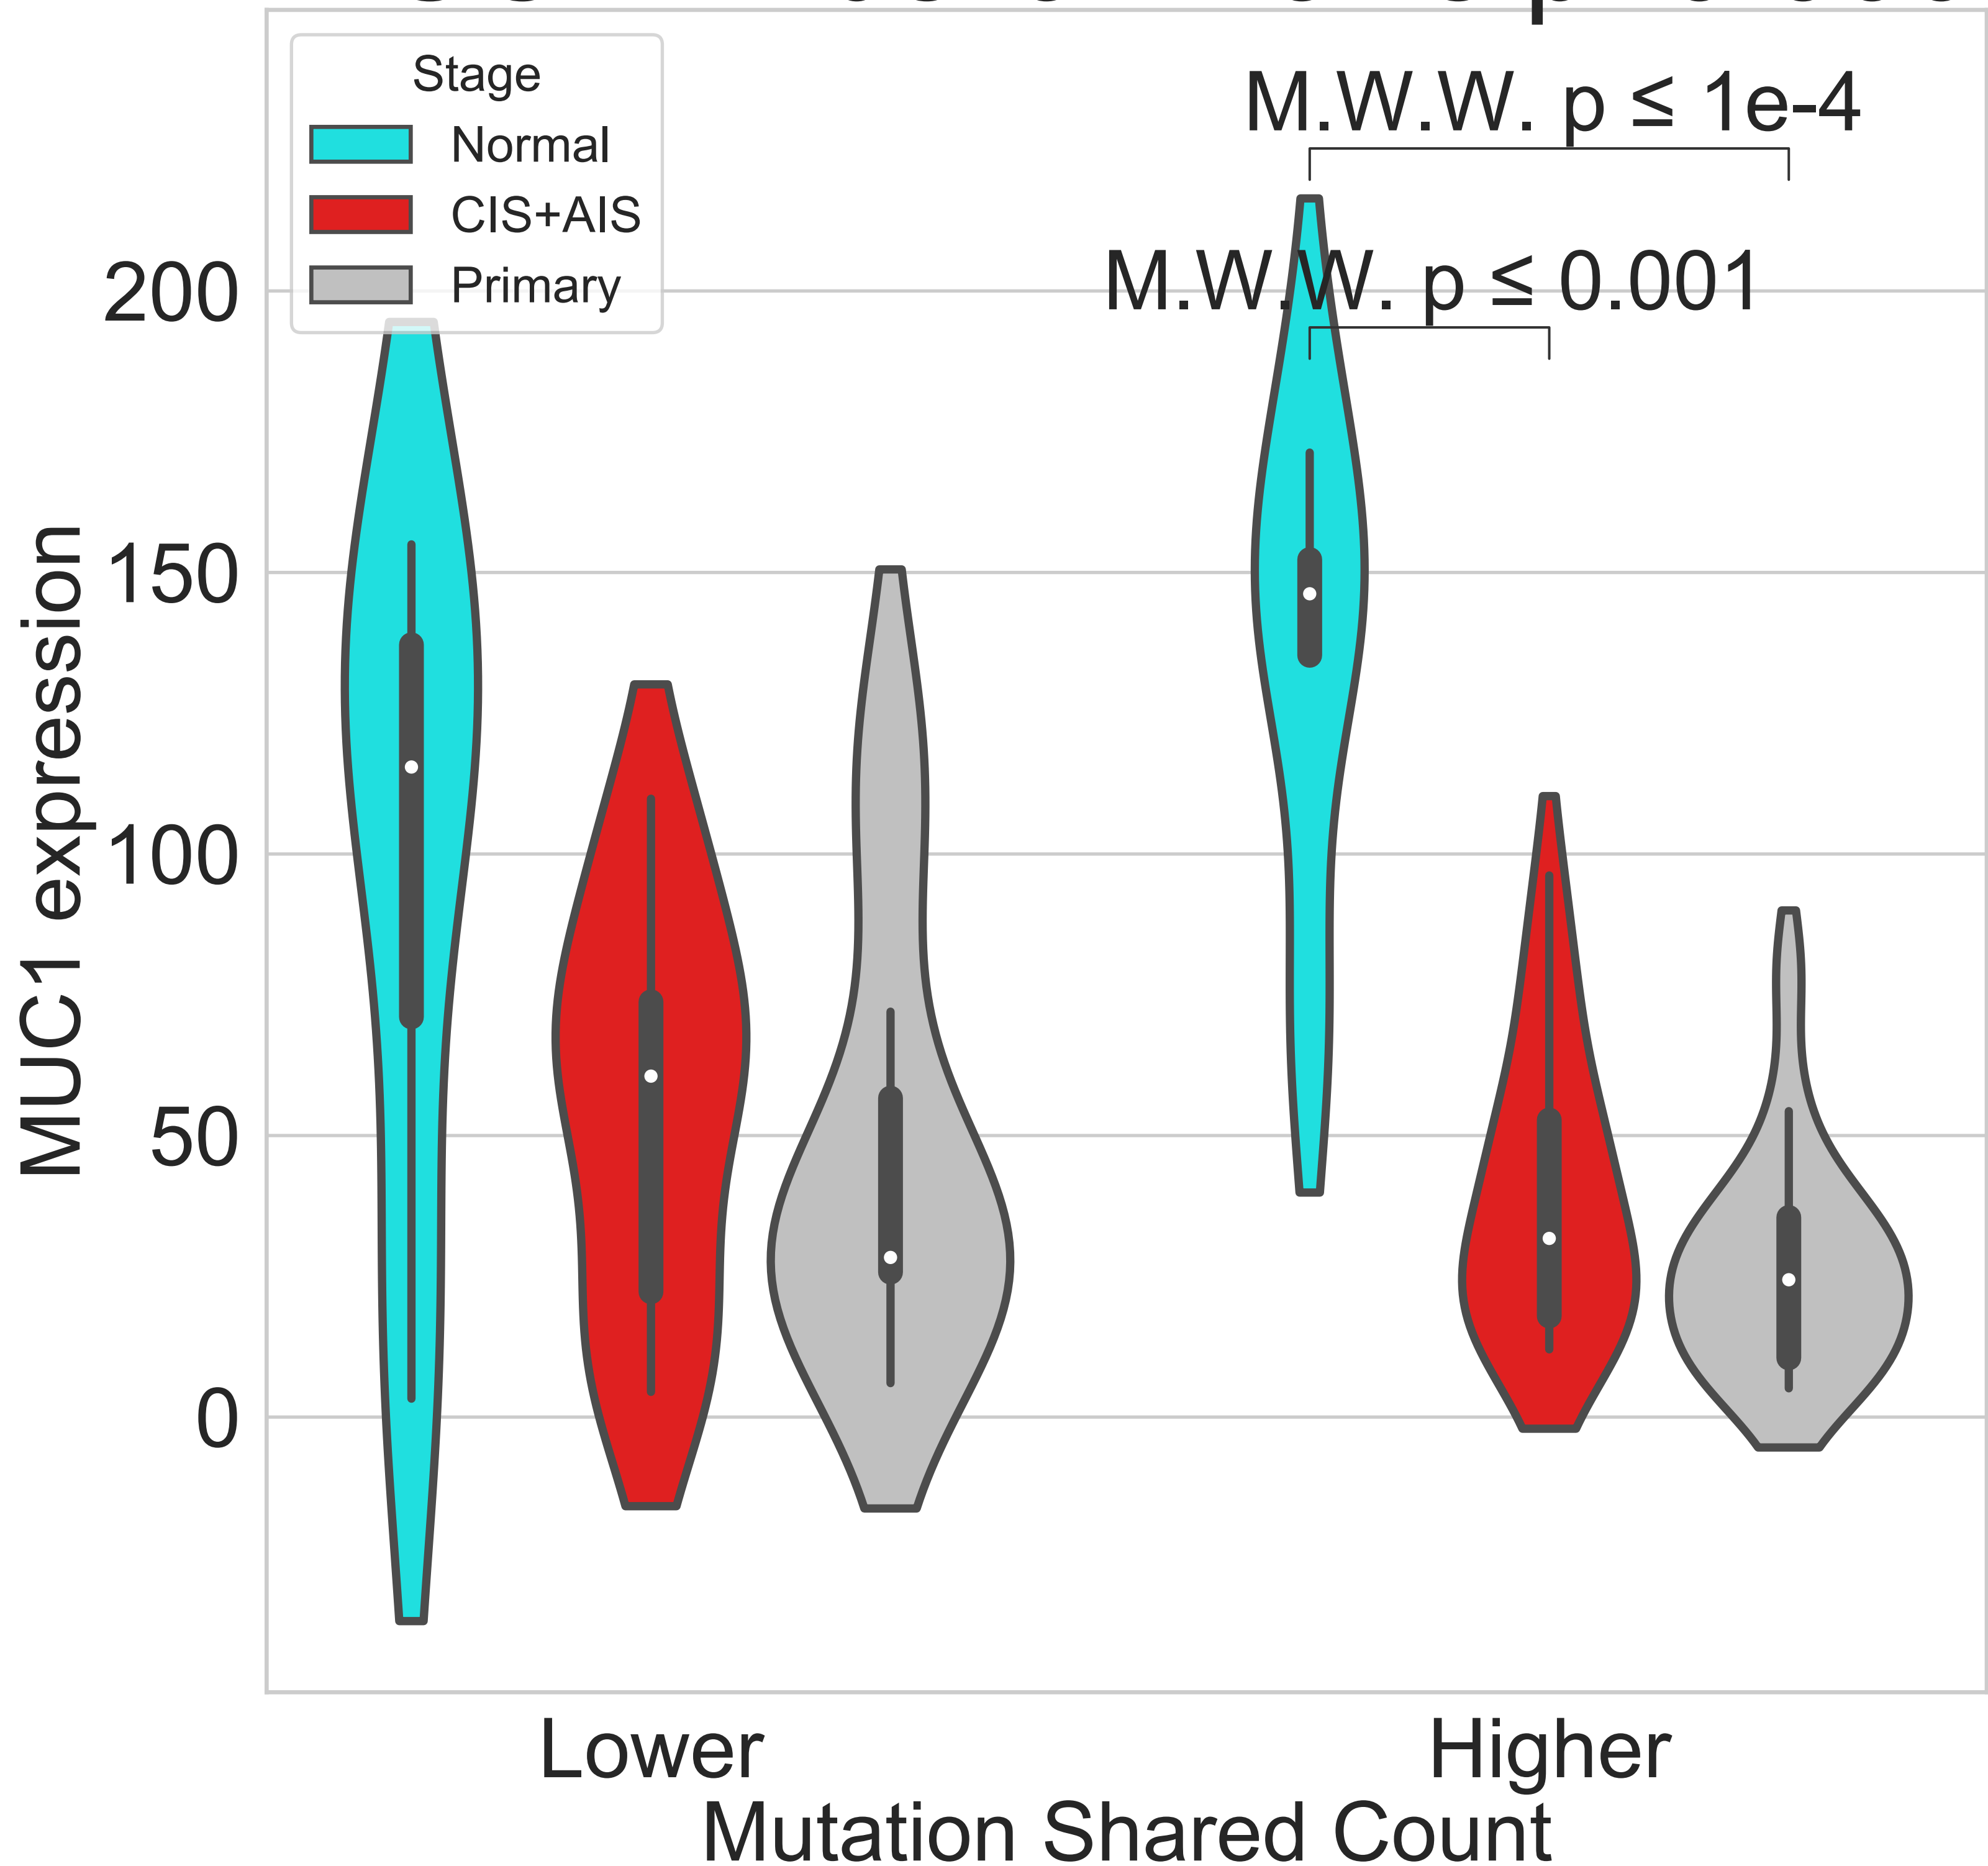 Stage
Normal
CIS+AIS
Primary
M.W.W. p ≤ 1e-4
M.W.W. p ≤ 0.001
200
150
100
50
0
MUC1 expression
Lower
Higher
Mutation Shared Count